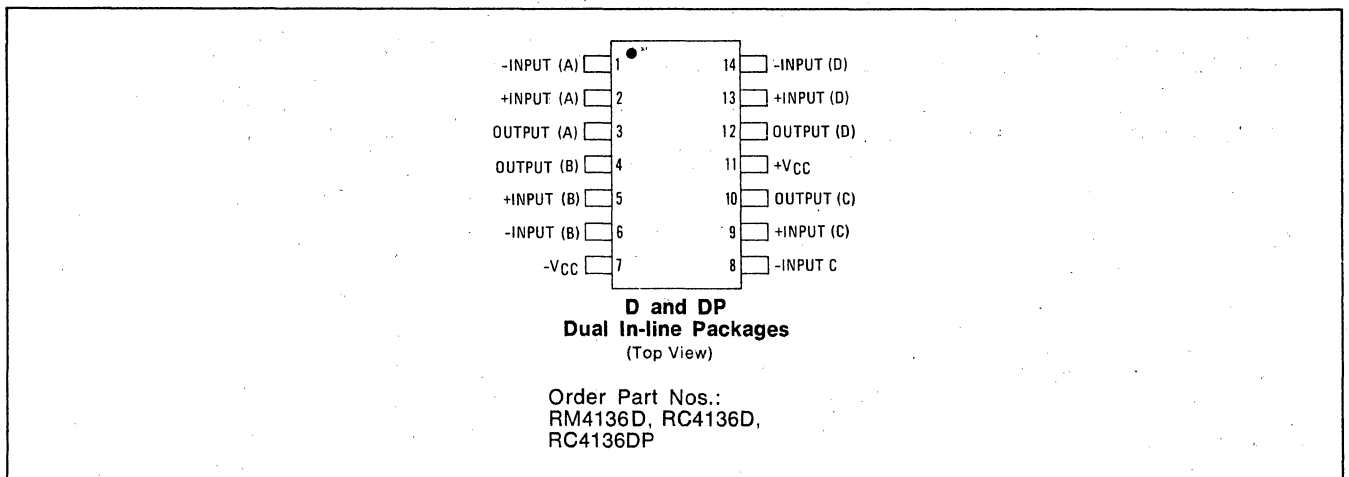 -INPUT (A) 1 14 -INPUT (D)
+INPUT (A) 2 13 +INPUT (D)
OUTPUT (A) 3 12 OUTPUT (D)
OUTPUT (B) 4 11 +VCC
+INPUT (B) 5 10 OUTPUT (C)
-INPUT (B) 6 9 +INPUT (C)
-VCC 7 8 -INPUT C
D and DP
Dual In-line Packages
(Top View)
Order Part Nos.:
RM4136D, RC4136D,
RC4136DP